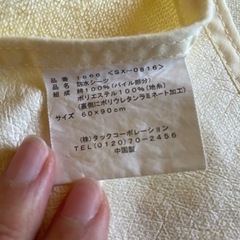 品番 1660 <SX-0816>
品名 防水シーツ
組成 綿100%(パイル部分)
ポリエステル100%(地糸)
(裏側にポリウレタンラミネート加工)
サイズ 60×90cm
(株)タックコーポレーション
TEL(0120)70-2456
中国製